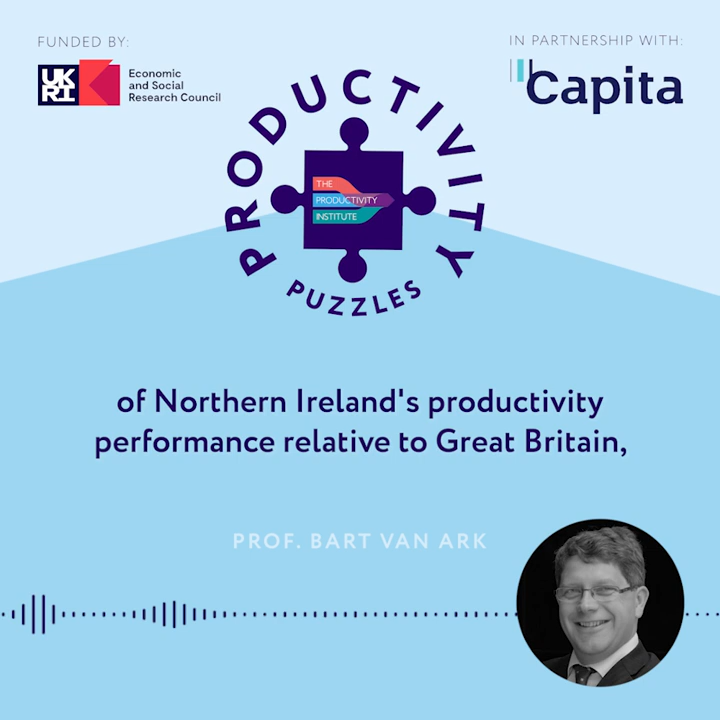 FUNDED BY:
IN PARTNERSHIP WITH:
UK
RI
Economic
and Social
Research Council
Capita
PRODUCTIVITY
THE
PRODUCTIVITY
INSTITUTE
PUZZLES
of Northern Ireland's productivity
performance relative to Great Britain,
PROF. BART VAN ARK